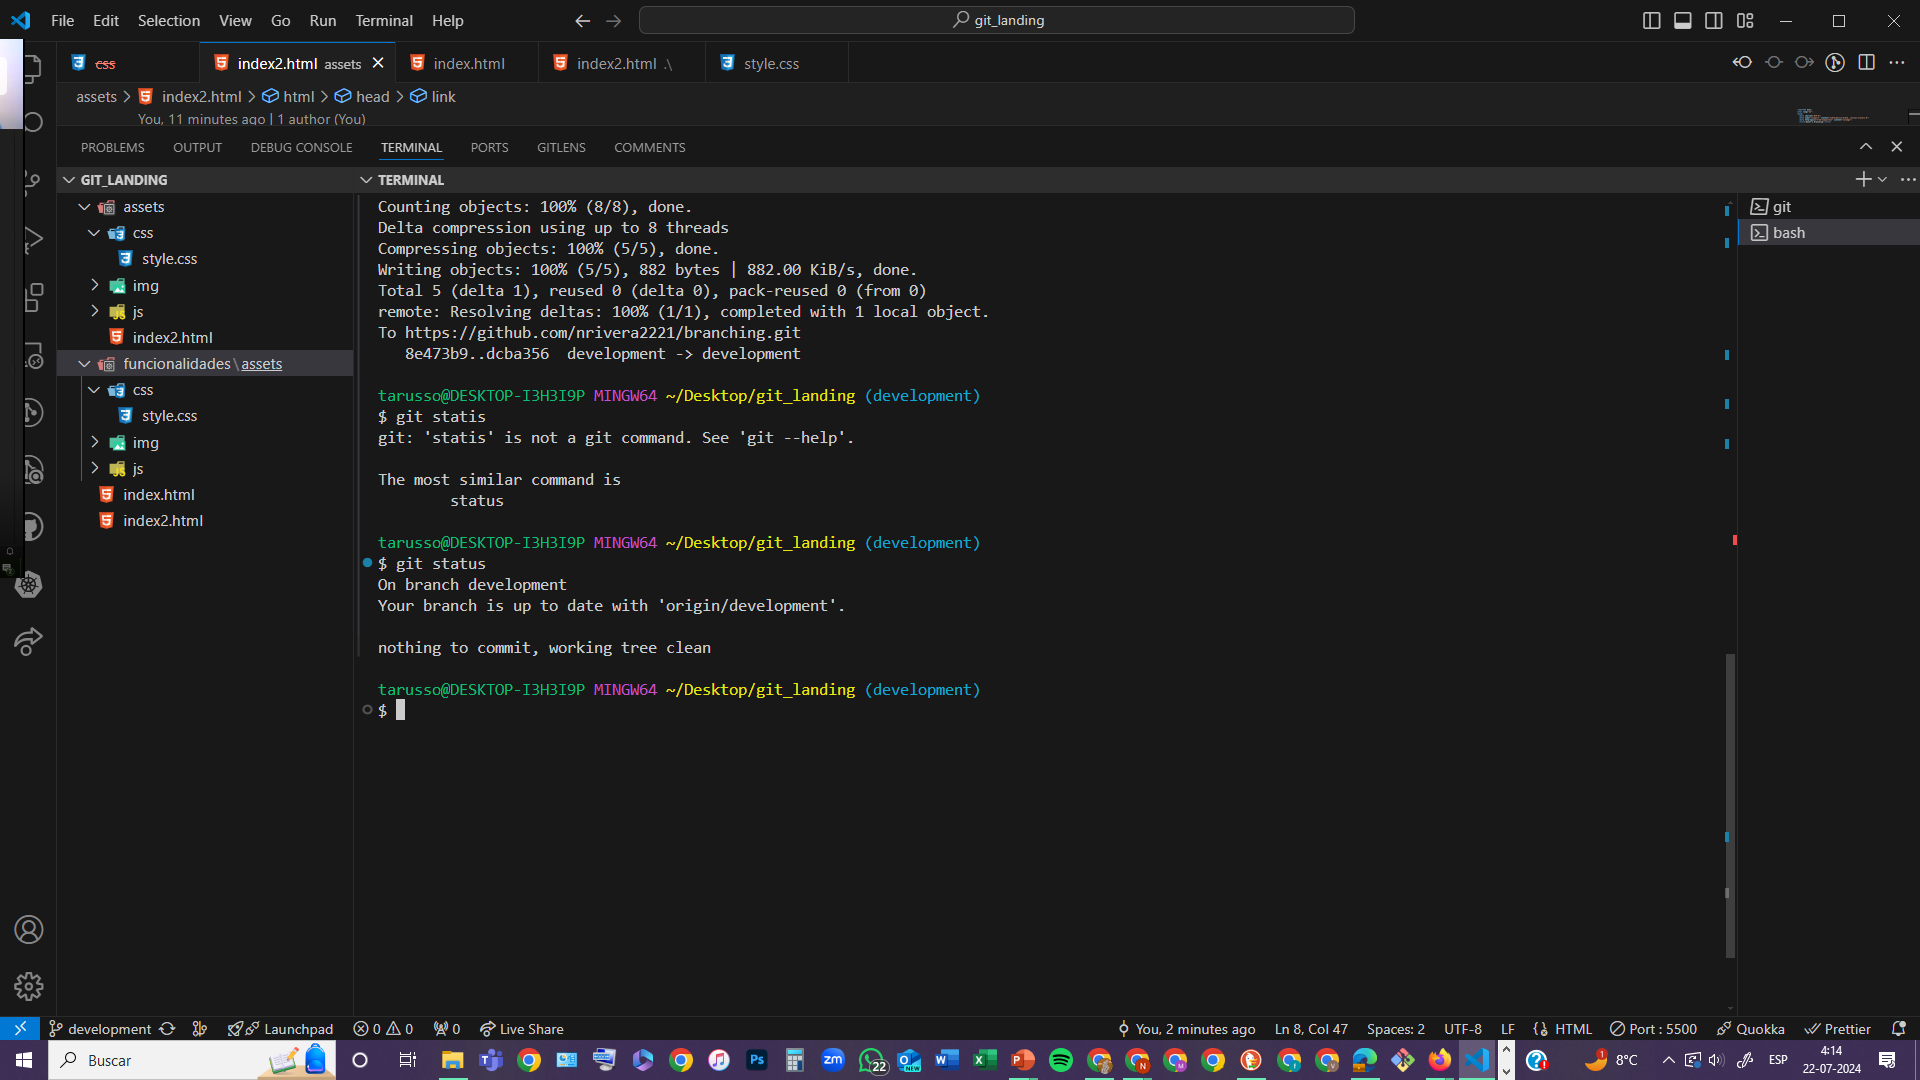 File Edit Selection View Go Run Terminal Help
git_landing
css
index2.html assets
index.html
index2.html .\
style.css
assets > index2.html > html > head > link
You, 11 minutes ago | 1 author (You)
PROBLEMS OUTPUT DEBUG CONSOLE TERMINAL PORTS GITLENS COMMENTS
GIT_LANDING
assets
css
style.css
img
js
index2.html
funcionalidades\assets
css
style.css
img
js
index.html
index2.html
TERMINAL
Counting objects: 100% (8/8), done.
Delta compression using up to 8 threads
Compressing objects: 100% (5/5), done.
Writing objects: 100% (5/5), 882 bytes | 882.00 KiB/s, done.
Total 5 (delta 1), reused 0 (delta 0), pack-reused 0 (from 0)
remote: Resolving deltas: 100% (1/1), completed with 1 local object.
To https://github.com/nrivera2221/branching.git
8e473b9..dcba356  development -> development
tarusso@DESKTOP-I3H3I9P MINGW64 ~/Desktop/git_landing (development)
$ git statis
git: 'statis' is not a git command. See 'git --help'.
The most similar command is
status
tarusso@DESKTOP-I3H3I9P MINGW64 ~/Desktop/git_landing (development)
$ git status
On branch development
Your branch is up to date with 'origin/development'.
nothing to commit, working tree clean
tarusso@DESKTOP-I3H3I9P MINGW64 ~/Desktop/git_landing (development)
$
git
bash
development
Launchpad
0 0
0
Live Share
You, 2 minutes ago
Ln 8, Col 47
Spaces: 2
UTF-8
LF
HTML
Port : 5500
Quokka
Prettier
Buscar
22
8°C
ESP
4:14
22-07-2024